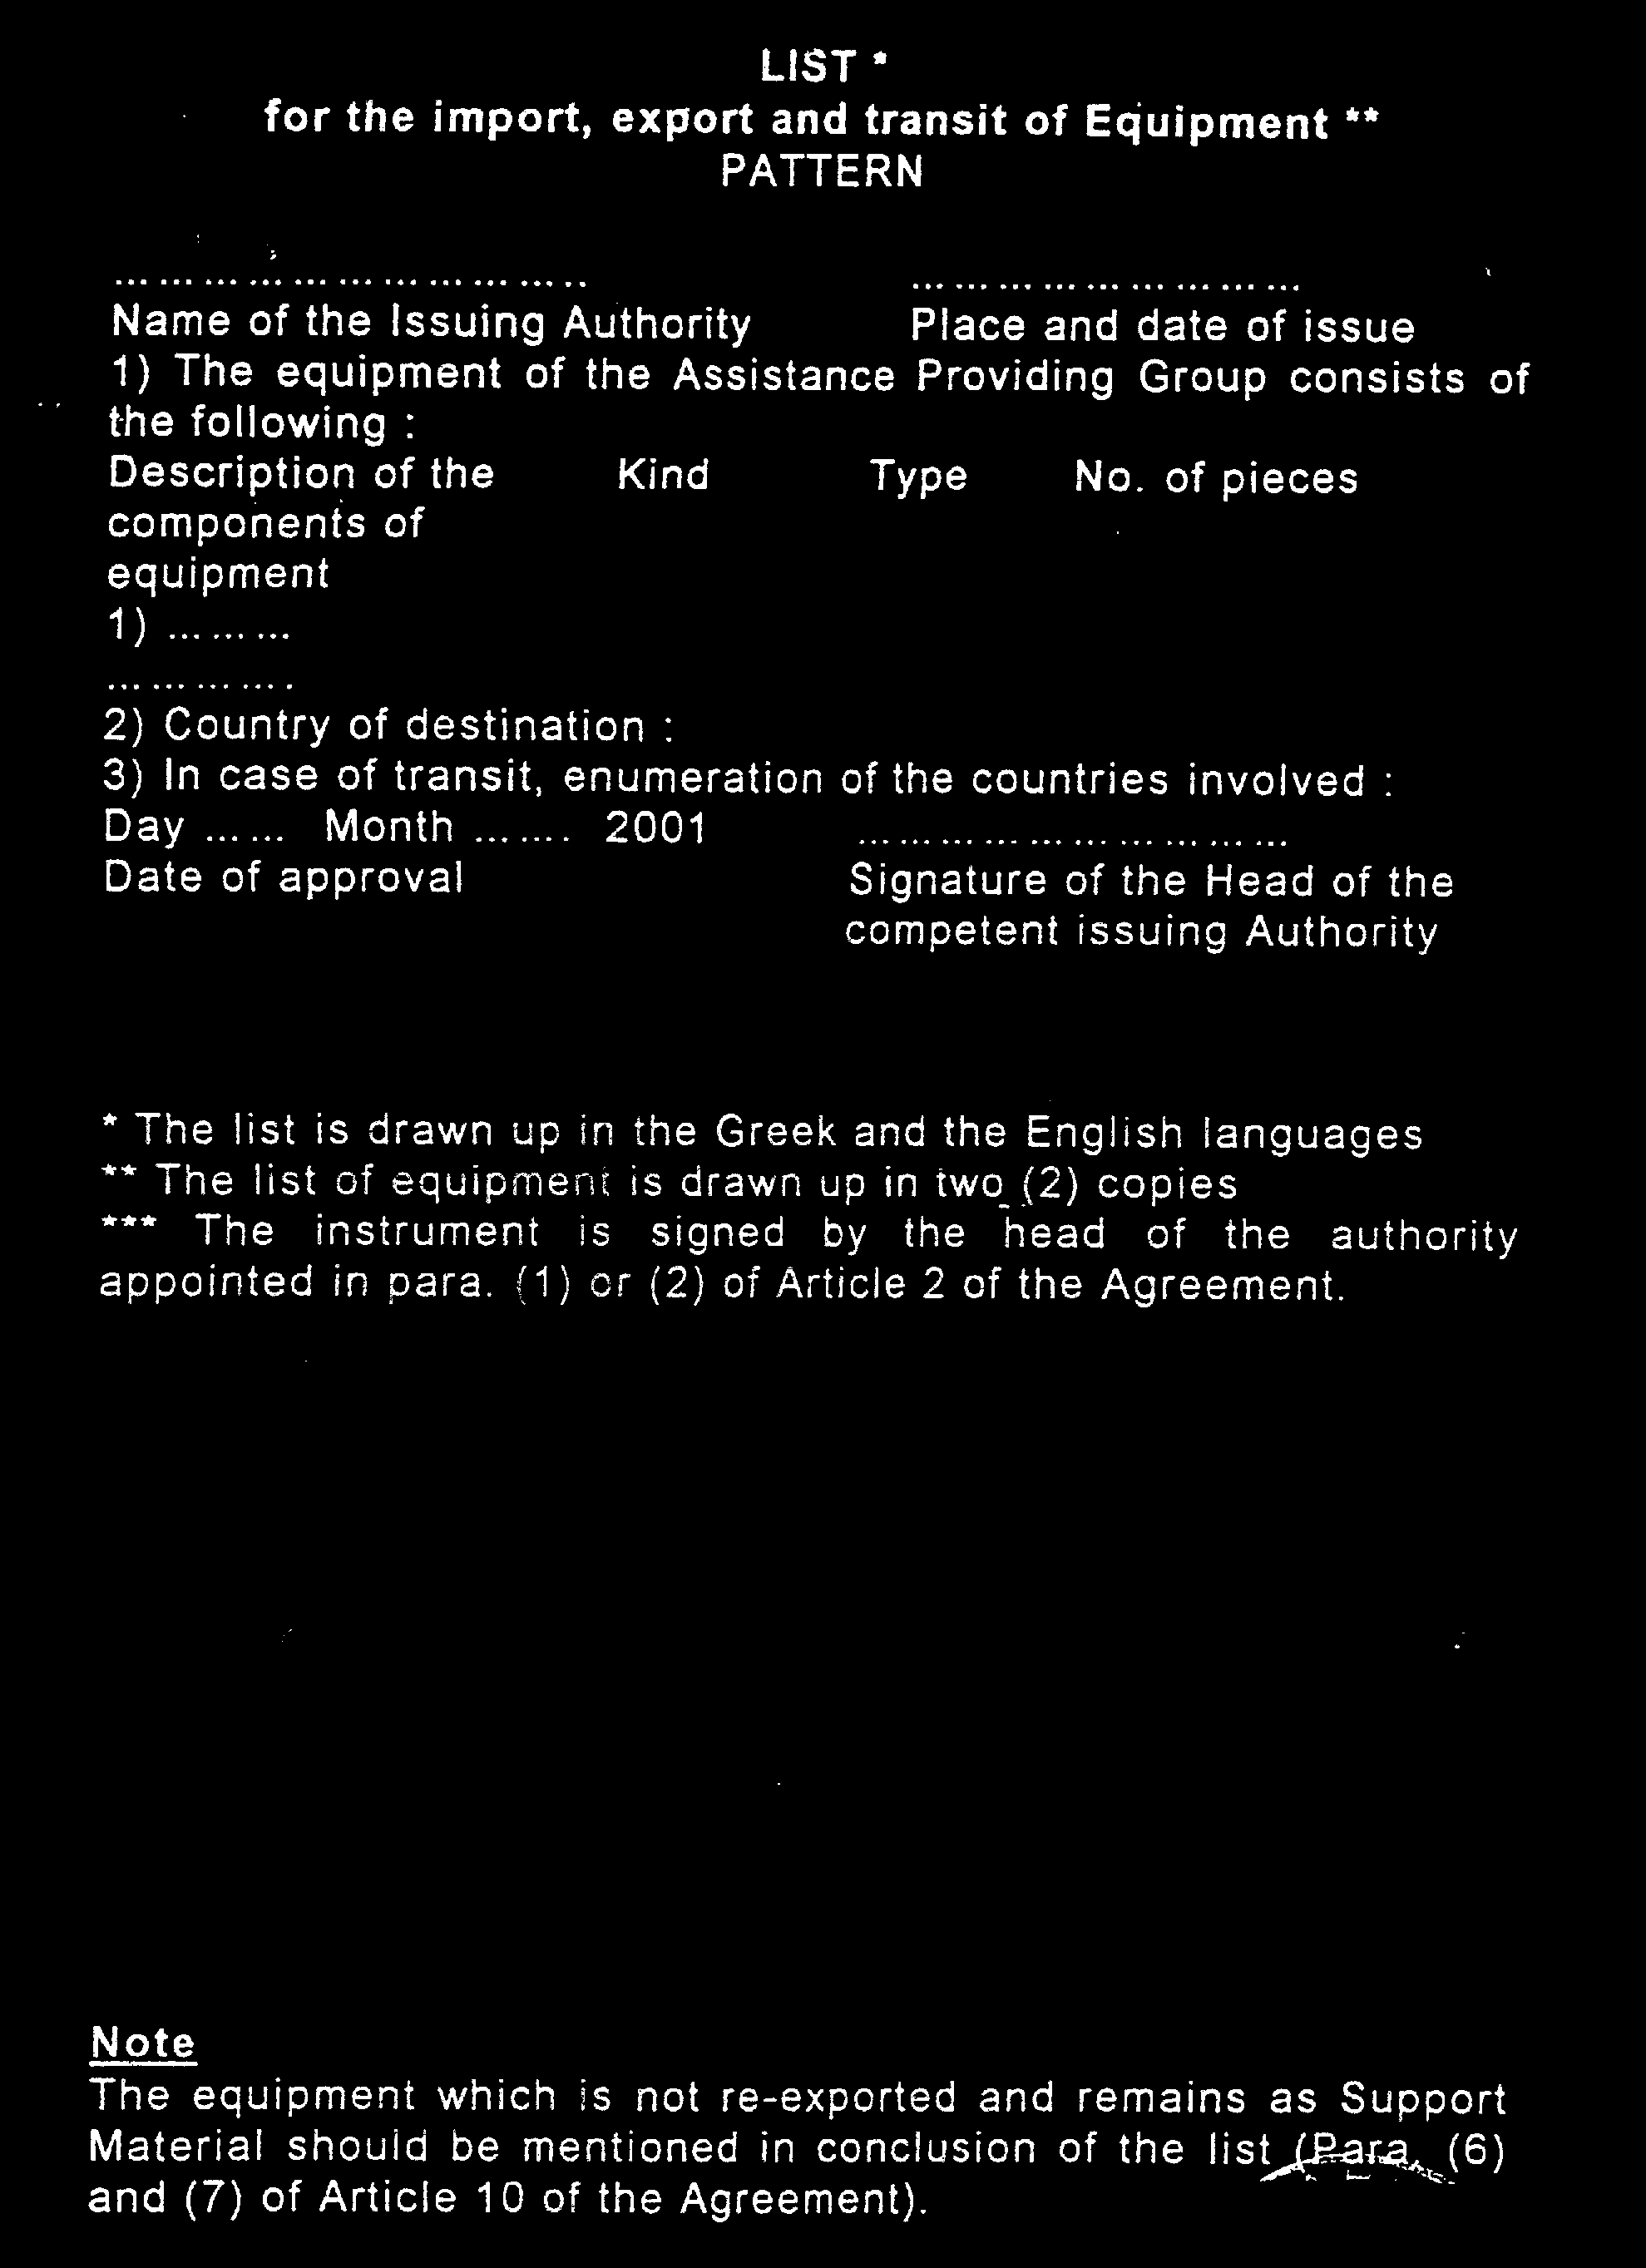 LIST *
for the import, export and transit of Equipment **
PATTERN
... ... ... ... ... ... ... ... ... ... .. ... ... ... ... ... ... ... ... ...
Name of the Issuing Authority Place and date of issue
1) The equipment of the Assistance Providing Group consists of
the following :
Description of the Kind Type No. of pieces
components of
equipment
1) ... ... ...
... ... ... ... .
2) Country of destination :
3) In case of transit, enumeration of the countries involved :
Day ...... Month ....... 2001 ... ... ... ... ... ... ... ... ... ...
Date of approval Signature of the Head of the
competent issuing Authority
* The list is drawn up in the Greek and the English languages
** The list of equipment is drawn up in two (2) copies
*** The instrument is signed by the head of the authority
appointed in para. (1) or (2) of Article 2 of the Agreement.
Note
The equipment which is not re-exported and remains as Support
Material should be mentioned in conclusion of the list (Para. (6)
and (7) of Article 10 of the Agreement).